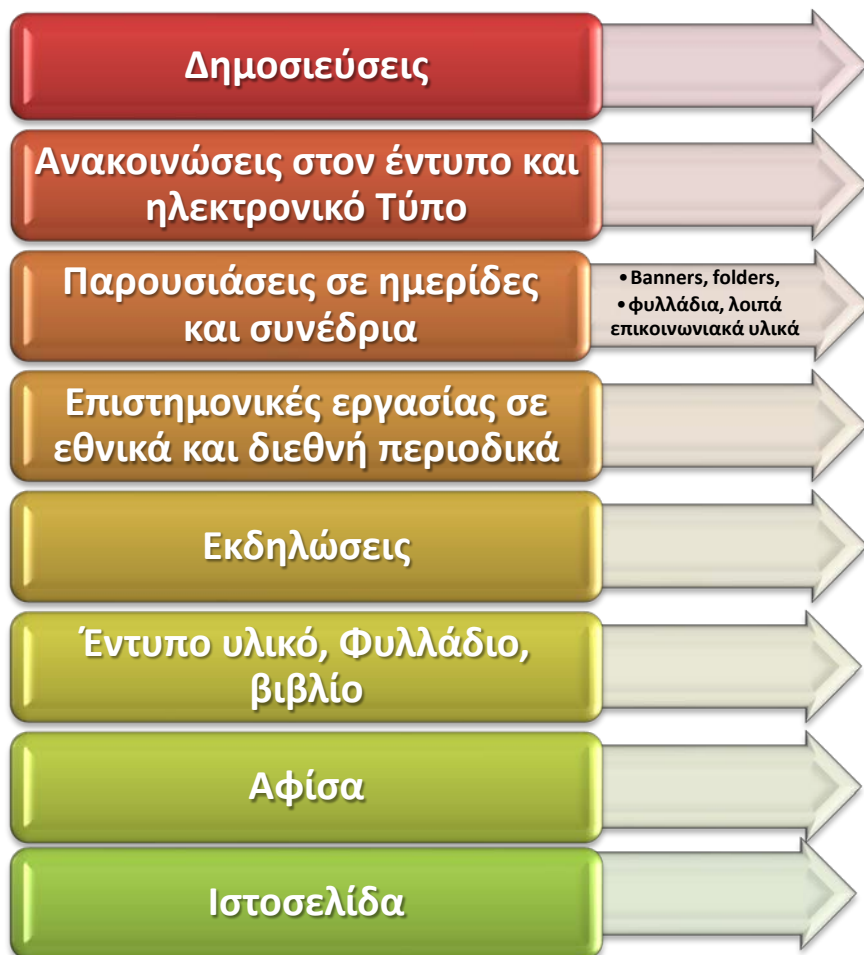 Δημοσιεύσεις
Ανακοινώσεις στον έντυπο και
ηλεκτρονικό Τύπο
Παρουσιάσεις σε ημερίδες
και συνέδρια
• Banners, folders,
• φυλλάδια, λοιπά
επικοινωνιακά υλικά
Επιστημονικές εργασίας σε
εθνικά και διεθνή περιοδικά
Εκδηλώσεις
Έντυπο υλικό, Φυλλάδιο,
βιβλίο
Αφίσα
Ιστοσελίδα